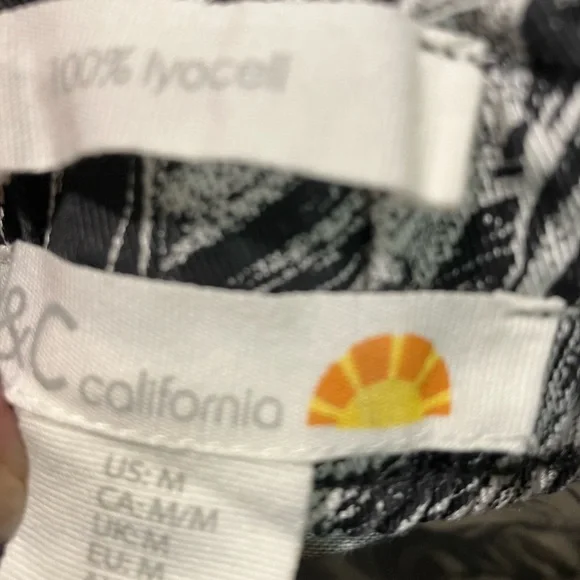 100% lyocell
&C california
US: M
CA: M/M
UK: M
EU: M